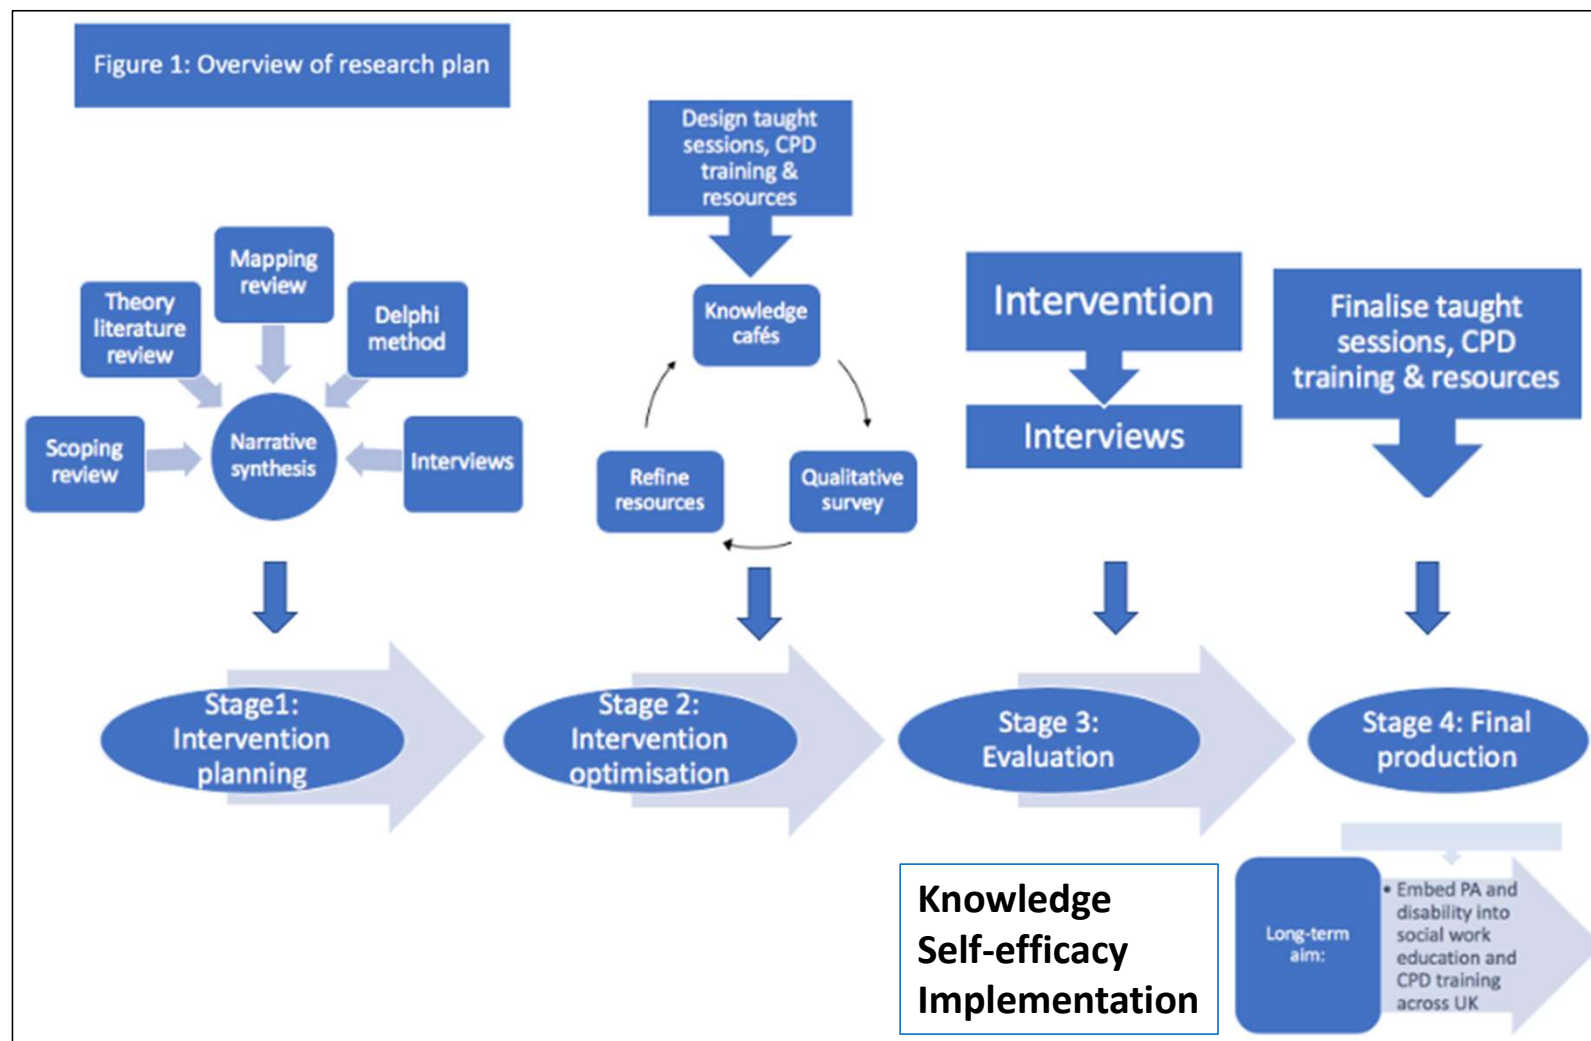 Figure 1: Overview of research plan
Design taught
sessions, CPD
training &
resources
Mapping
review
Theory
literature
review
Delphi
method
Scoping
review
Narrative
synthesis
Interviews
Knowledge
cafés
Refine
resources
Qualitative
survey
Intervention
Interviews
Finalise taught
sessions, CPD
training & resources
Stage1:
Intervention
planning
Stage 2:
Intervention
optimisation
Stage 3:
Evaluation
Stage 4: Final
production
Knowledge
Self-efficacy
Implementation
Long-term
aim:
• Embed PA and
disability into
social work
education and
CPD training
across UK